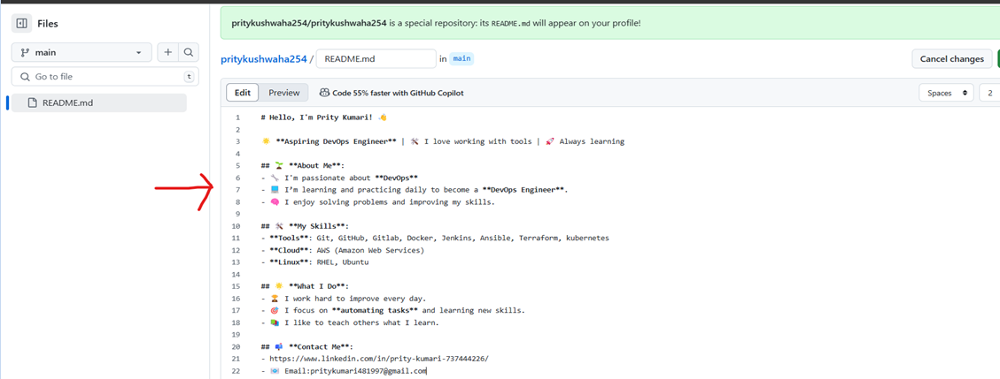 Files
main
Go to file
t
README.md
pritykushwaha254/pritykushwaha254 is a special repository: its README.md will appear on your profile!
pritykushwaha254 / README.md in main
Cancel changes
Edit Preview Code 55% faster with GitHub Copilot
Spaces 2
1 # Hello, I'm Prity Kumari! 👋
2
3 🌟 **Aspiring DevOps Engineer** | 🛠️ I love working with tools | 🚀 Always learning
4
5 ## 🌱 **About Me**:
6 - 🔧 I'm passionate about **DevOps**
7 - 💻 I’m learning and practicing daily to become a **DevOps Engineer**.
8 - 🧠 I enjoy solving problems and improving my skills.
9
10 ## 🛠️ **My Skills**:
11 - **Tools**: Git, GitHub, Gitlab, Docker, Jenkins, Ansible, Terraform, kubernetes
12 - **Cloud**: AWS (Amazon Web Services)
13 - **Linux**: RHEL, Ubuntu
14
15 ## 🌟 **What I Do**:
16 - 🏆 I work hard to improve every day.
17 - 🎯 I focus on **automating tasks** and learning new skills.
18 - 📚 I like to teach others what I learn.
19
20 ## 📬 **Contact Me**:
21 - https://www.linkedin.com/in/prity-kumari-737444226/
22 - 📧 Email:pritykumari481997@gmail.com